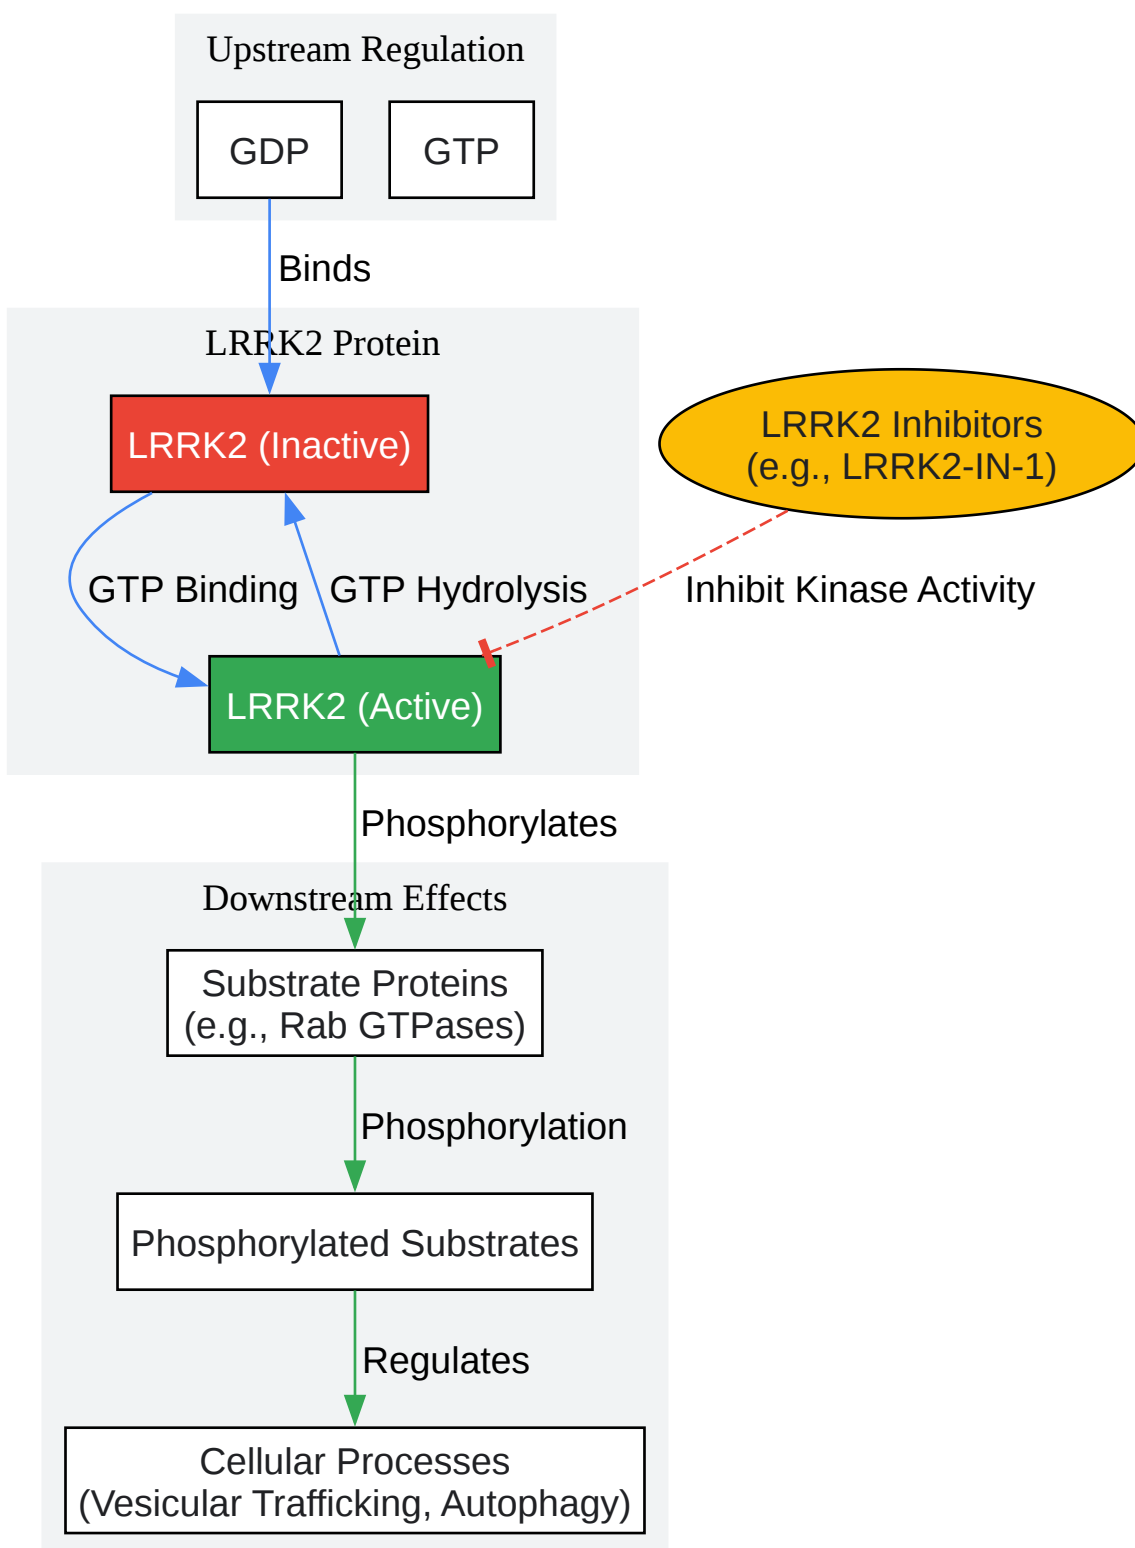 Upstream Regulation
GDP
GTP
Binds
LRRK2 Protein
LRRK2 (Inactive)
LRRK2 Inhibitors
(e.g., LRRK2-IN-1)
GTP Binding
GTP Hydrolysis
Inhibit Kinase Activity
LRRK2 (Active)
Phosphorylates
Downstream Effects
Substrate Proteins
(e.g., Rab GTPases)
Phosphorylation
Phosphorylated Substrates
Regulates
Cellular Processes
(Vesicular Trafficking, Autophagy)